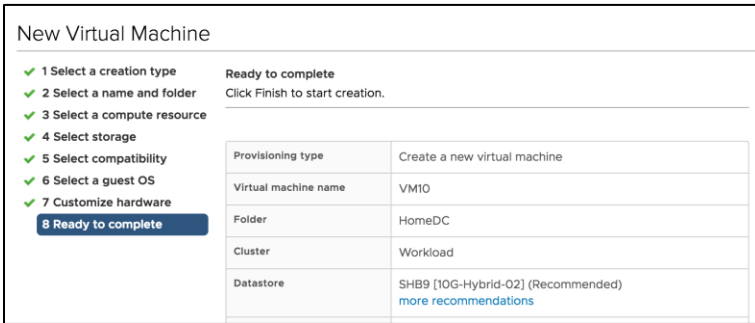 New Virtual Machine
1 Select a creation type
2 Select a name and folder
3 Select a compute resource
4 Select storage
5 Select compatibility
6 Select a guest OS
7 Customize hardware
8 Ready to complete
Ready to complete
Click Finish to start creation.
Provisioning type Create a new virtual machine
Virtual machine name VM10
Folder HomeDC
Cluster Workload
Datastore SHB9 [10G-Hybrid-02] (Recommended)
more recommendations